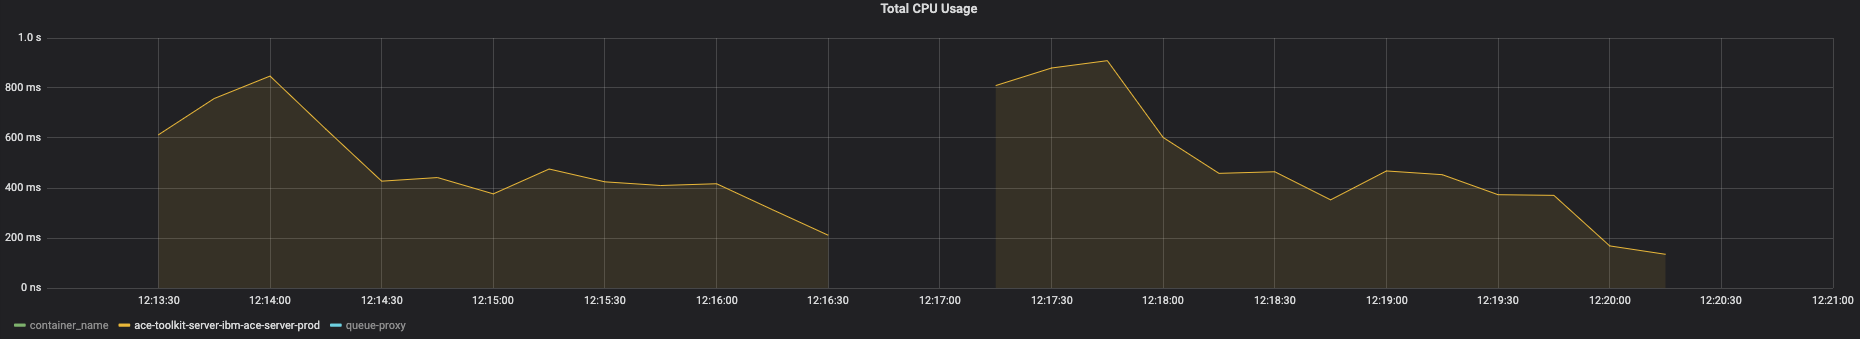 Total CPU Usage
1.0 s
800 ms
600 ms
400 ms
200 ms
0 ns
12:13:30 12:14:00 12:14:30 12:15:00 12:15:30 12:16:00 12:16:30 12:17:00 12:17:30 12:18:00 12:18:30 12:19:00 12:19:30 12:20:00 12:20:30 12:21:00
container_name ace-toolkit-server-ibm-ace-server-prod queue-proxy